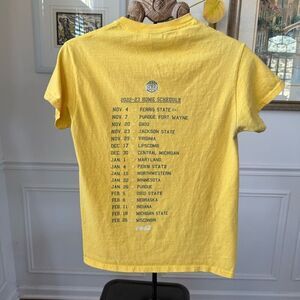 2022-23 HOME SCHEDULE
NOV. 4 FERRIS STATE
NOV. 7 PURDUE FORT WAYNE
NOV. 20 OHIO
NOV. 23 JACKSON STATE
NOV. 29 VIRGINIA
DEC. 17 LIPSCOMB
DEC. 30 CENTRAL MICHIGAN
JAN. 1 MARYLAND
JAN. 4 PENN STATE
JAN. NORTHWESTERN
JAN. 22 MINNESOTA
JAN. 26 PURDUE
FEB. 5 OHIO STATE
FEB. 8 NEBRASKA
FEB. 11 INDIANA
FEB. 18 MICHIGAN STATE
FEB. 26 WISCONSIN